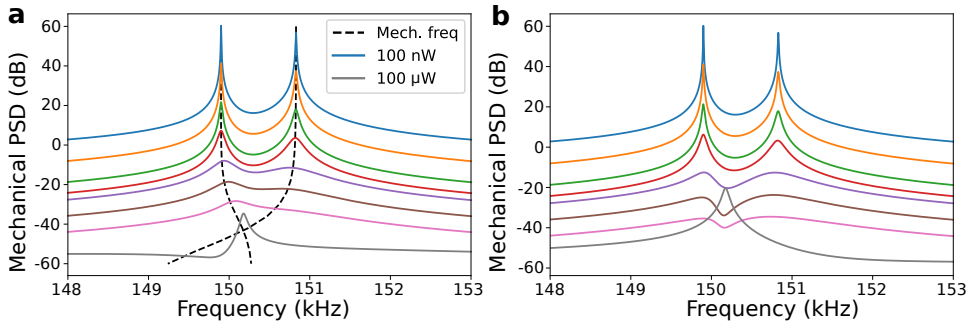 a
Mechanical PSD (dB)
60
40
20
0
-20
-40
-60
Mech. freq
100 nW
100 µW
148
149
150
151
152
153
Frequency (kHz)
b
Mechanical PSD (dB)
60
40
20
0
-20
-40
-60
148
149
150
151
152
153
Frequency (kHz)